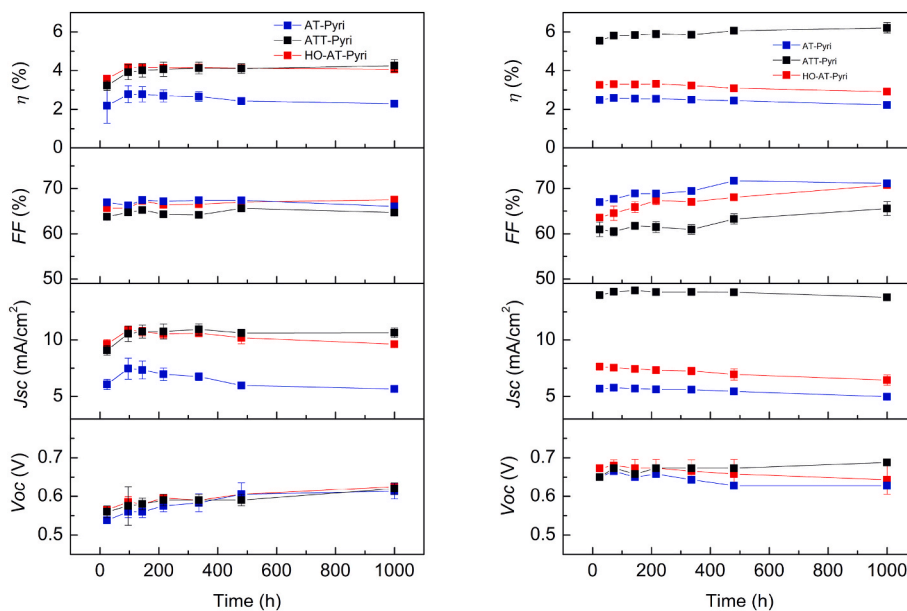 AT-Pyri
ATT-Pyri
HO-AT-Pyri
η (%)
6
4
2
0
FF (%)
70
60
50
Jsc (mA/cm²)
10
5
Voc (V)
0.7
0.6
0.5
0 200 400 600 800 1000
Time (h)
AT-Pyri
ATT-Pyri
HO-AT-Pyri
η (%)
6
4
2
0
FF (%)
70
60
50
Jsc (mA/cm²)
10
5
Voc (V)
0.7
0.6
0.5
0 200 400 600 800 1000
Time (h)